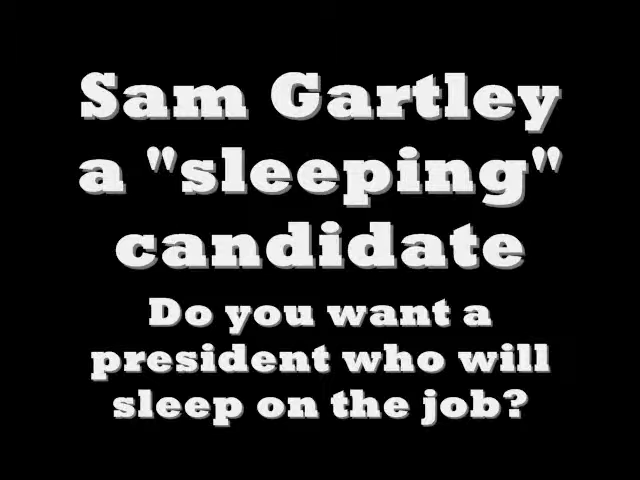 Sam Gartley
a "sleeping"
candidate
Do you want a
president who will
sleep on the job?